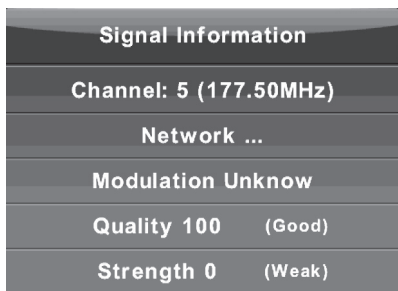 Signal Information
Channel: 5 (177.50MHz)
Network ...
Modulation Unknow
Quality 100 (Good)
Strength 0 (Weak)